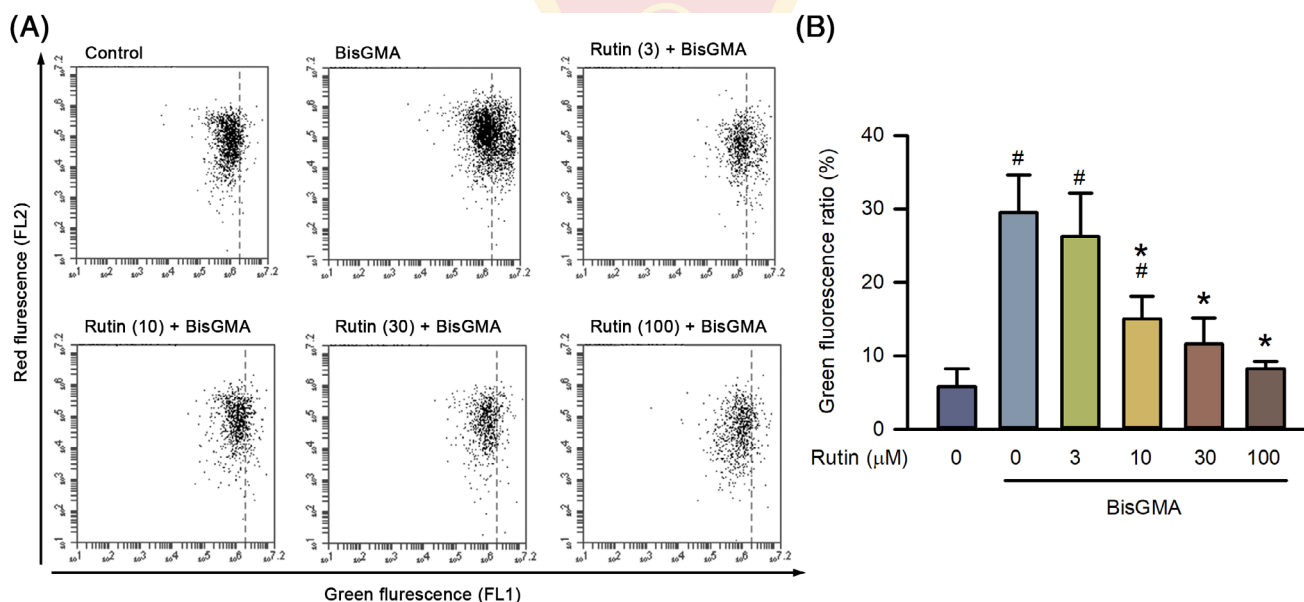 (A)
(B)
Control
BisGMA
Rutin (3) + BisGMA
Rutin (10) + BisGMA
Rutin (30) + BisGMA
Rutin (100) + BisGMA
Red flurescence (FL2)
Green flurescence (FL1)
Green fluorescence ratio (%)
40
30
20
10
0
#
#
*
#
*
*
Rutin (μM) 0 0 3 10 30 100
BisGMA